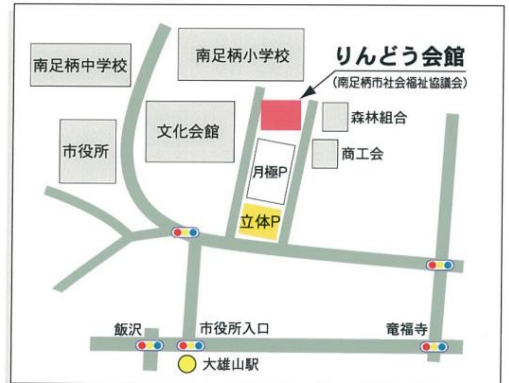 南足柄中学校
南足柄小学校
りんどう会館
(南足柄市社会福祉協議会)
森林組合
文化会館
市役所
商工会
月極P
立体P
飯沢
市役所入口
竜福寺
大雄山駅